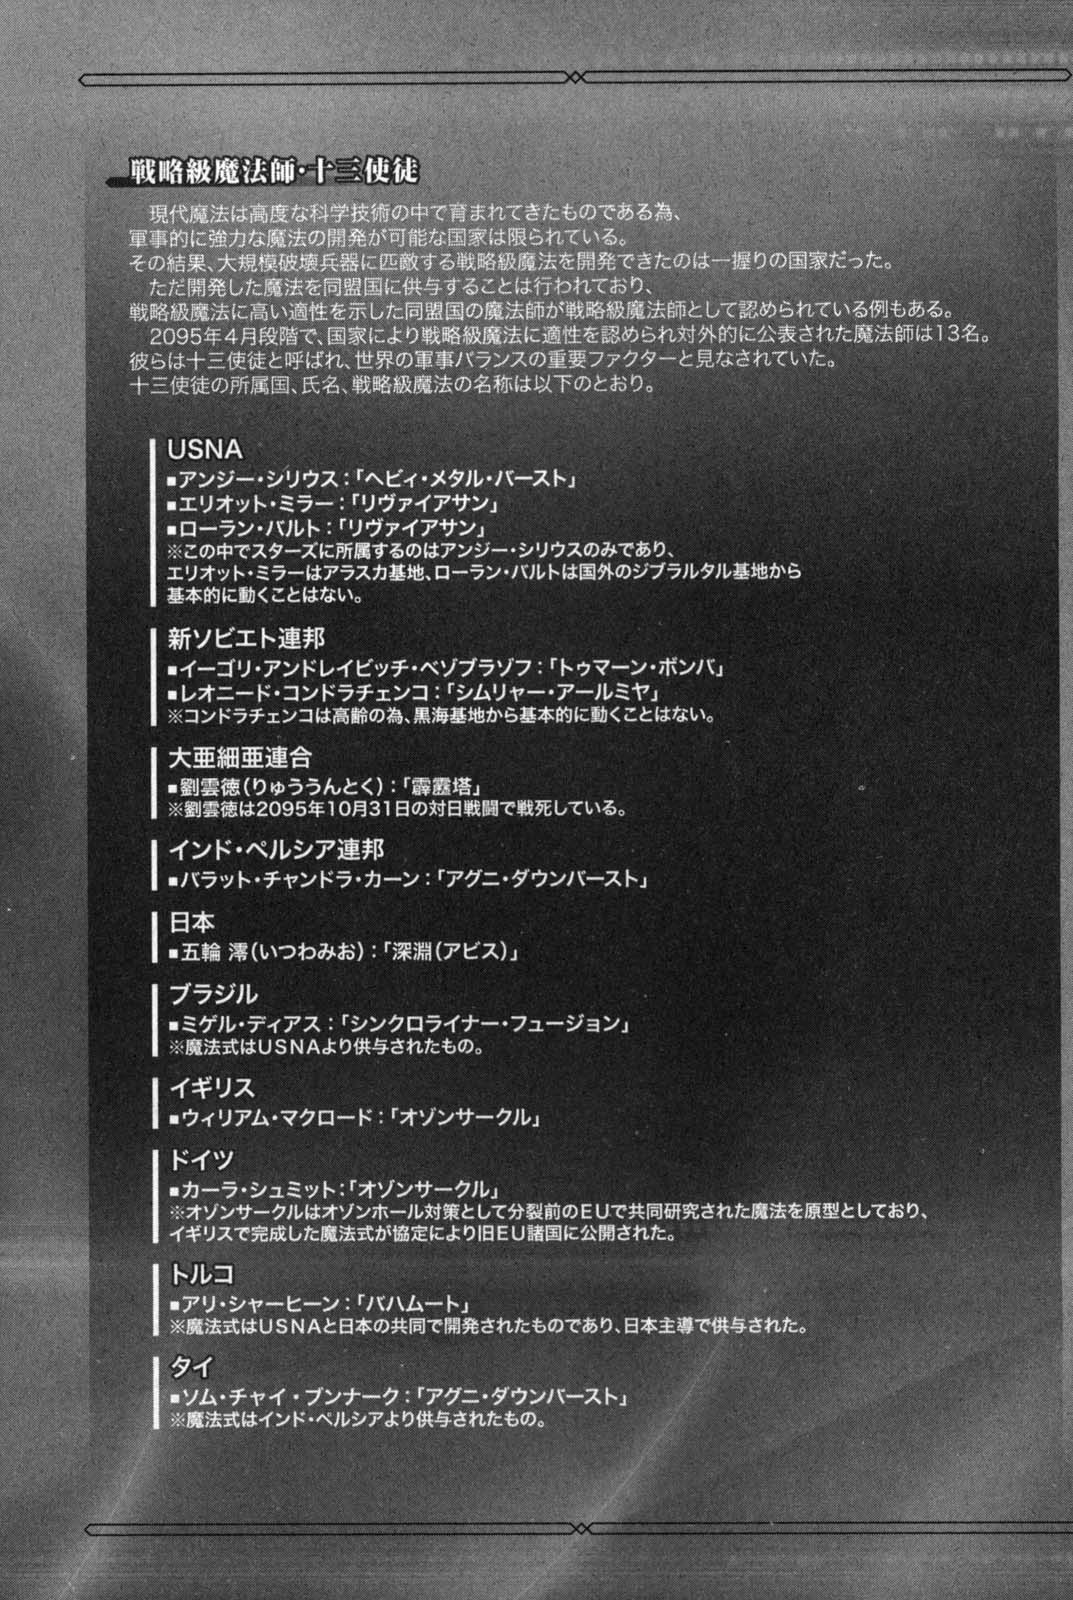 戦略級魔法師・十三使徒
現代魔法は高度な科学技術の中で育まれてきたものである為、
軍事的に強力な魔法の開発が可能な国家は限られている。
その結果、大規模破壊兵器に匹敵する戦略級魔法を開発できたのは一握りの国家だった。
ただ開発した魔法を同盟国に供与することは行われており、
戦略級魔法に高い適性を示した同盟国の魔法師が戦略級魔法師として認められている例もある。
2095年4月段階で、国家により戦略級魔法に適性を認められ対外的に公表された魔法師は13名。
彼らは十三使徒と呼ばれ、世界の軍事バランスの重要ファクターと見なされていた。
十三使徒の所属国、氏名、戦略級魔法の名称は以下のとおり。
USNA
■アンジー・シリウス：「ヘビィ・メタル・バースト」
■エリオット・ミラー：「リヴァイアサン」
■ローラン・バルト：「リヴァイアサン」
※この中でスターズに所属するのはアンジー・シリウスのみであり、
エリオット・ミラーはアラスカ基地、ローラン・バルトは国外のジブラルタル基地から
基本的に動くことはない。
新ソビエト連邦
■イーゴリ・アンドレイビッチ・ベゾブラゾフ：「トゥマーン・ボンバ」
■レオニード・コンドラチェンコ：「シムリャー・アールミヤ」
※コンドラチェンコは高齢の為、黒海基地から基本的に動くことはない。
大亜細亜連合
■劉雲徳（りゅううんとく）：「霹靂塔」
※劉雲徳は2095年10月31日の対日戦闘で戦死している。
インド・ペルシア連邦
■バラット・チャンドラ・カーン：「アグニ・ダウンバースト」
日本
■五輪 澪（いつわみお）：「深淵（アビス）」
ブラジル
■ミゲル・ディアス：「シンクロライナー・フュージョン」
※魔法式はUSNAより供与されたもの。
イギリス
■ウィリアム・マクロード：「オゾンサークル」
ドイツ
■カーラ・シュミット：「オゾンサークル」
※オゾンサークルはオゾンホール対策として分裂前のEUで共同研究された魔法を原型としており、
イギリスで完成した魔法式が協定により旧EU諸国に公開された。
トルコ
■アリ・シャーヒーン：「バハムート」
※魔法式はUSNAと日本の共同で開発されたものであり、日本主導で供与された。
タイ
■ソム・チャイ・ブンナーク：「アグニ・ダウンバースト」
※魔法式はインド・ペルシアより供与されたもの。